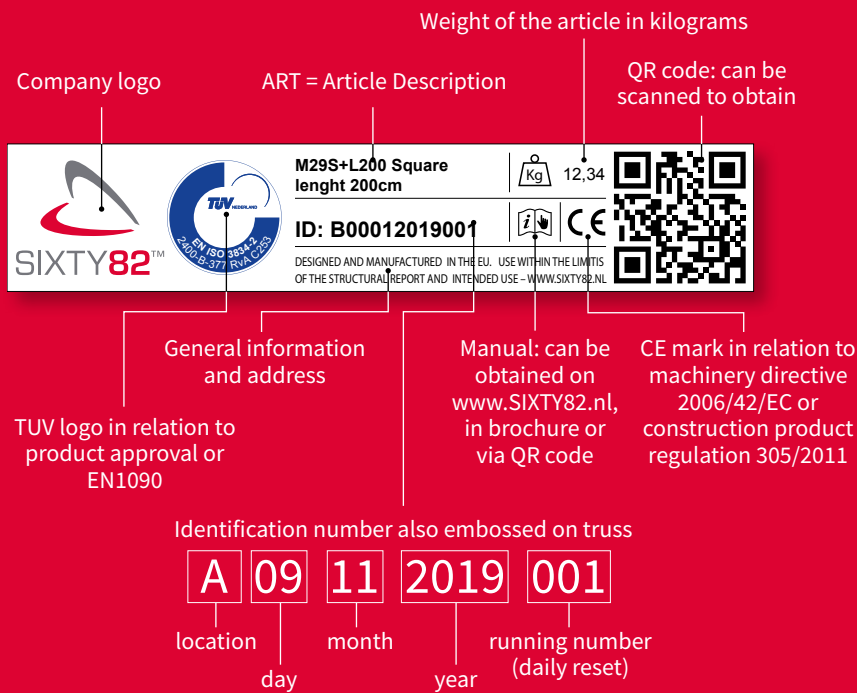 Weight of the article in kilograms
Company logo
ART = Article Description
QR code: can be
scanned to obtain
SIXTY82™
TÜV NEDERLAND
EN ISO 3834-2
2400-B-377 RvA C253
M29S+L200 Square
lenght 200cm
Kg
12,34
ID: B00012019001
i
CE
DESIGNED AND MANUFACTURED IN THE EU. USE WITHIN THE LIMITIS
OF THE STRUCTURAL REPORT AND INTENDED USE – WWW.SIXTY82.NL
General information
and address
Manual: can be
obtained on
www.SIXTY82.nl,
in brochure or
via QR code
CE mark in relation to
machinery directive
2006/42/EC or
construction product
regulation 305/2011
TUV logo in relation to
product approval or
EN1090
Identification number also embossed on truss
A 09 11 2019 001
location
month
running number
(daily reset)
day
year